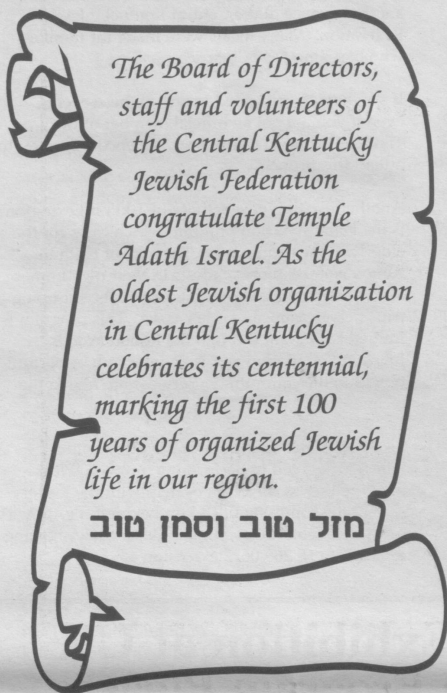 The Board of Directors,
staff and volunteers of
the Central Kentucky
Jewish Federation
congratulate Temple
Adath Israel. As the
oldest Jewish organization
in Central Kentucky
celebrates its centennial,
marking the first 100
years of organized Jewish
life in our region.
מזל טוב וסמן טוב